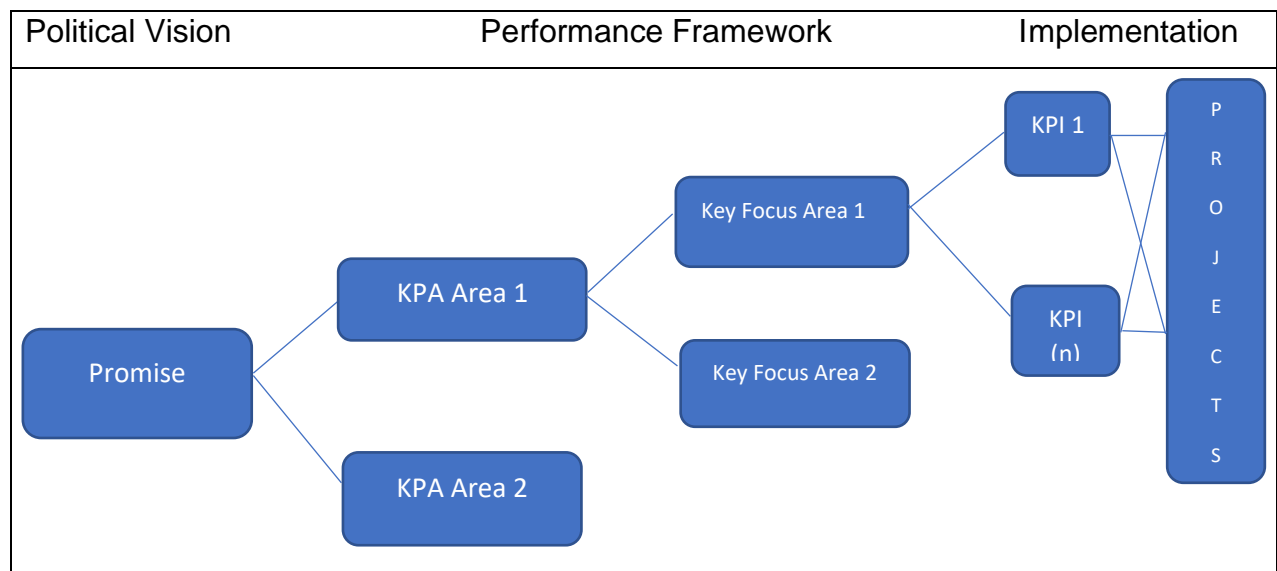 Political Vision
Performance Framework
Implementation
Promise
KPA Area 1
KPA Area 2
Key Focus Area 1
Key Focus Area 2
KPI 1
KPI
(n)
P
R
O
J
E
C
T
S